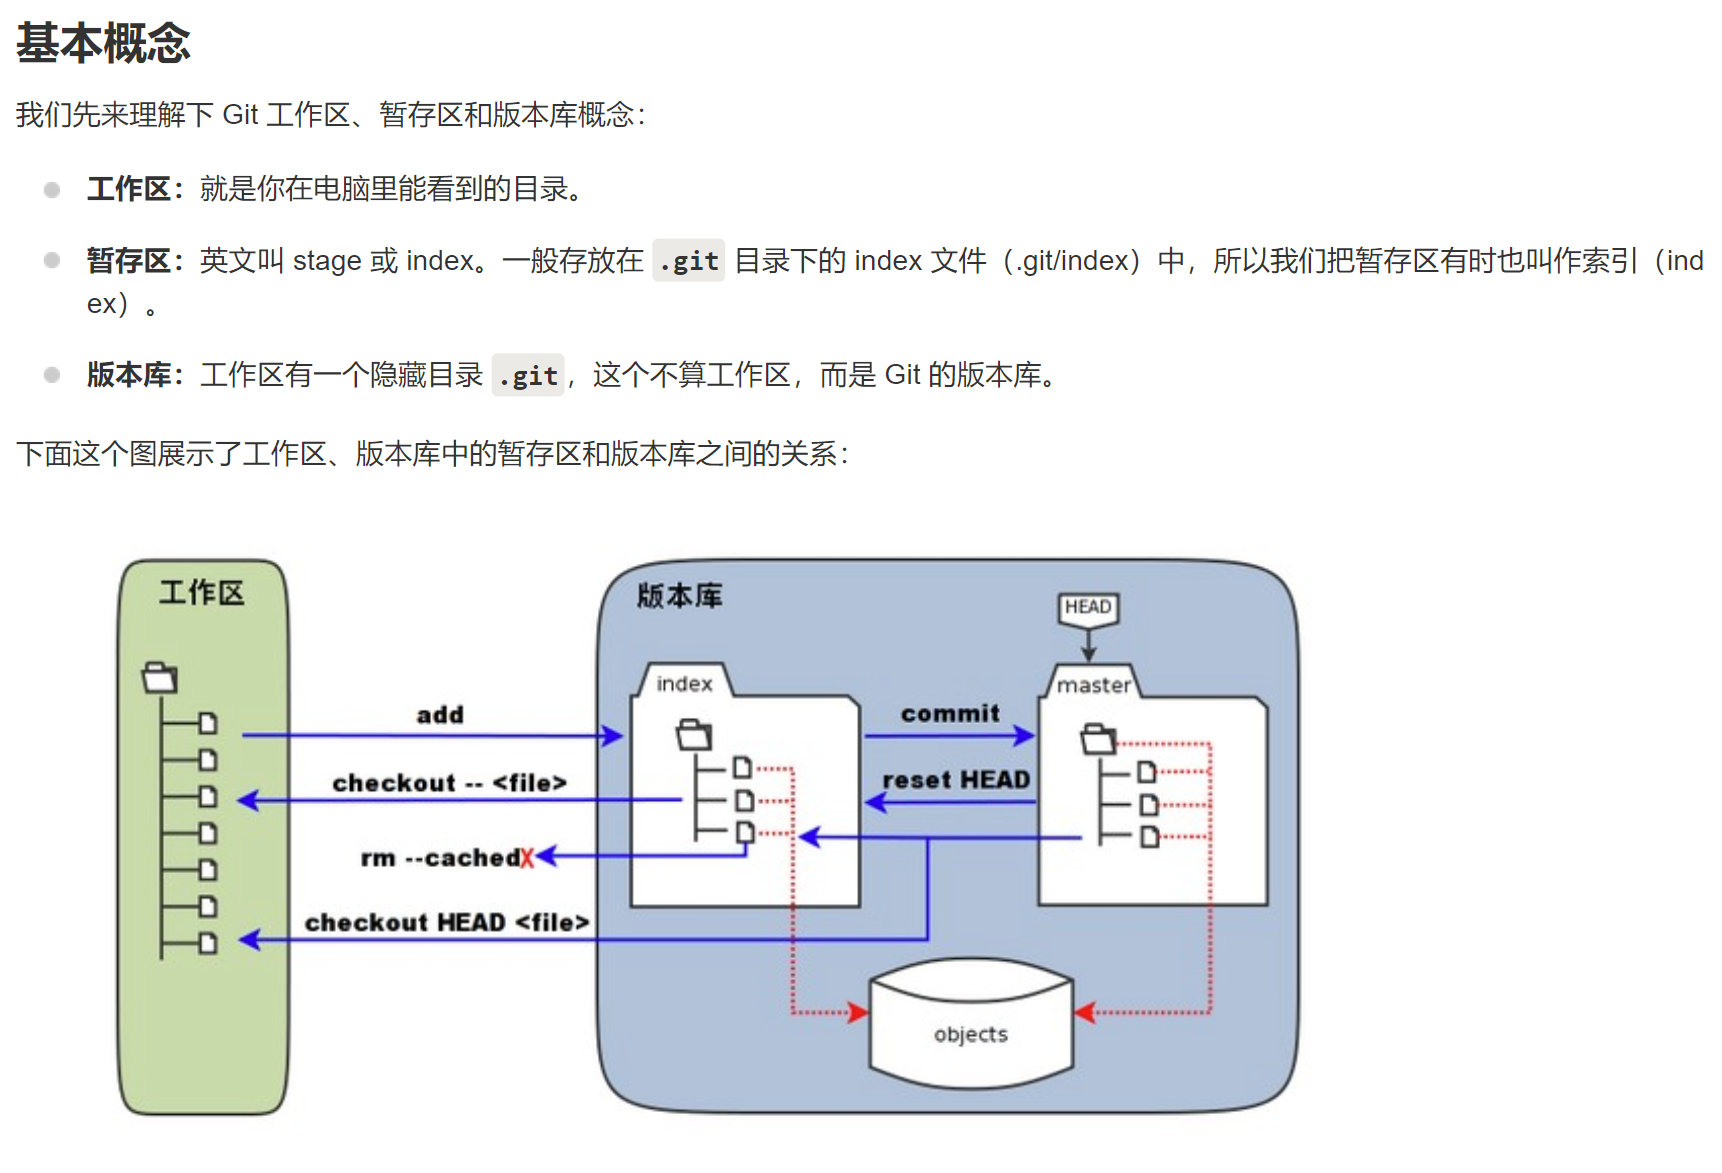 基本概念
我们先来理解下 Git 工作区、暂存区和版本库概念：
工作区：就是你在电脑里能看到的目录。
暂存区：英文叫 stage 或 index。一般存放在 .git 目录下的 index 文件（.git/index）中，所以我们把暂存区有时也叫作索引（ind
ex）。
版本库：工作区有一个隐藏目录 .git，这个不算工作区，而是 Git 的版本库。
下面这个图展示了工作区、版本库中的暂存区和版本库之间的关系：
工作区
版本库
HEAD
index
master
add
commit
checkout -- <file>
reset HEAD
rm --cachedX
checkout HEAD <file>
objects